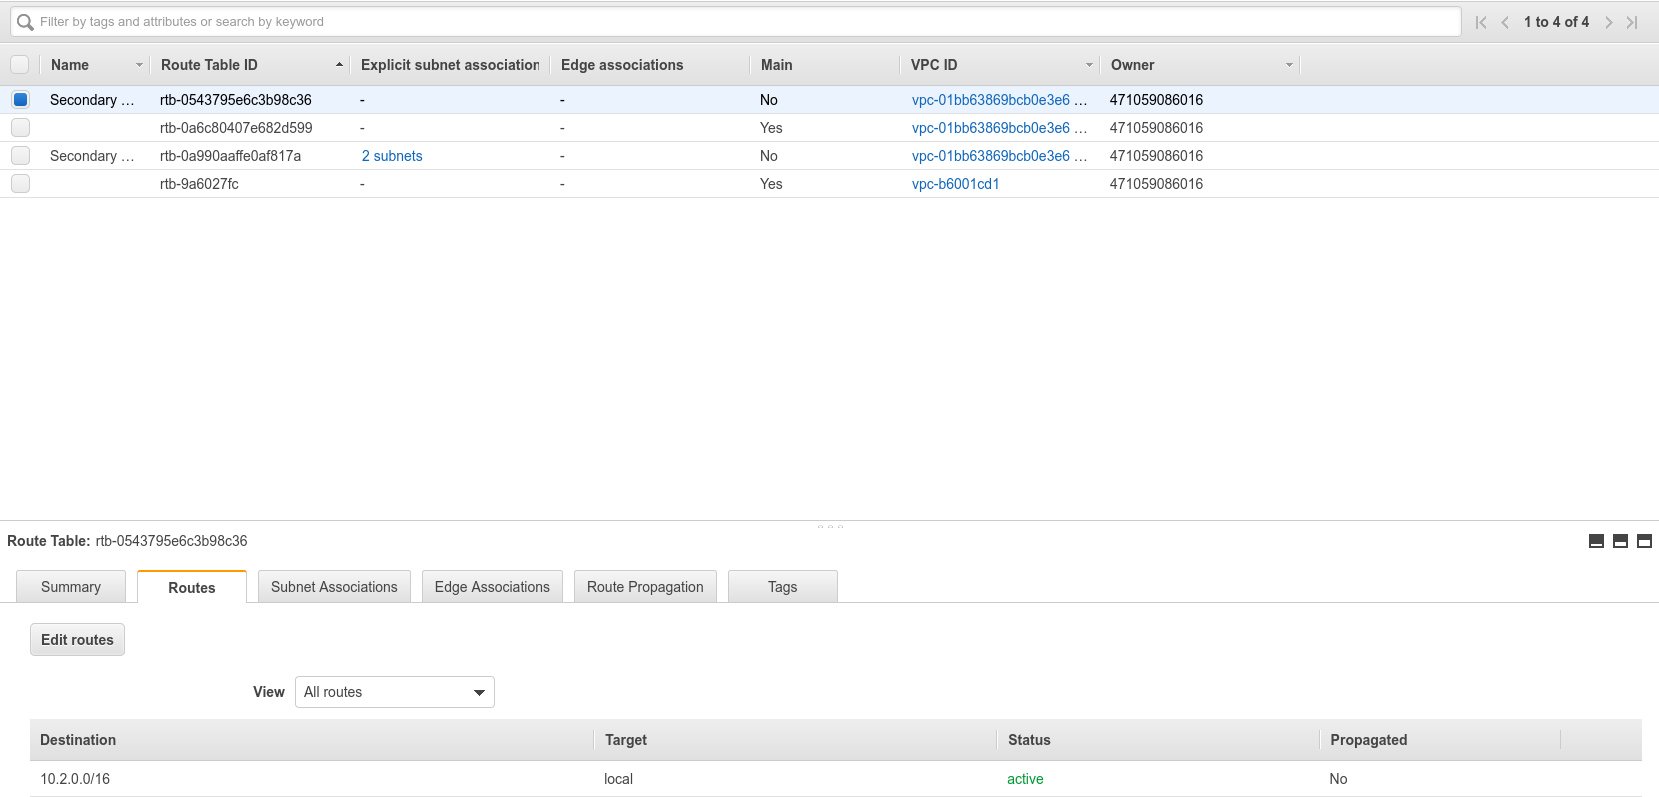 Filter by tags and attributes or search by keyword 1 to 4 of 4
Name Route Table ID Explicit subnet association Edge associations Main VPC ID Owner
Secondary ... rtb-0543795e6c3b98c36 - - No vpc-01bb63869bcb0e3e6 ... 471059086016
rtb-0a6c80407e682d599 - - Yes vpc-01bb63869bcb0e3e6 ... 471059086016
Secondary ... rtb-0a990aaffe0af817a 2 subnets - No vpc-01bb63869bcb0e3e6 ... 471059086016
rtb-9a6027fc - - Yes vpc-b6001cd1 471059086016
Route Table: rtb-0543795e6c3b98c36
Summary Routes Subnet Associations Edge Associations Route Propagation Tags
Edit routes
View All routes
Destination Target Status Propagated
10.2.0.0/16 local active No